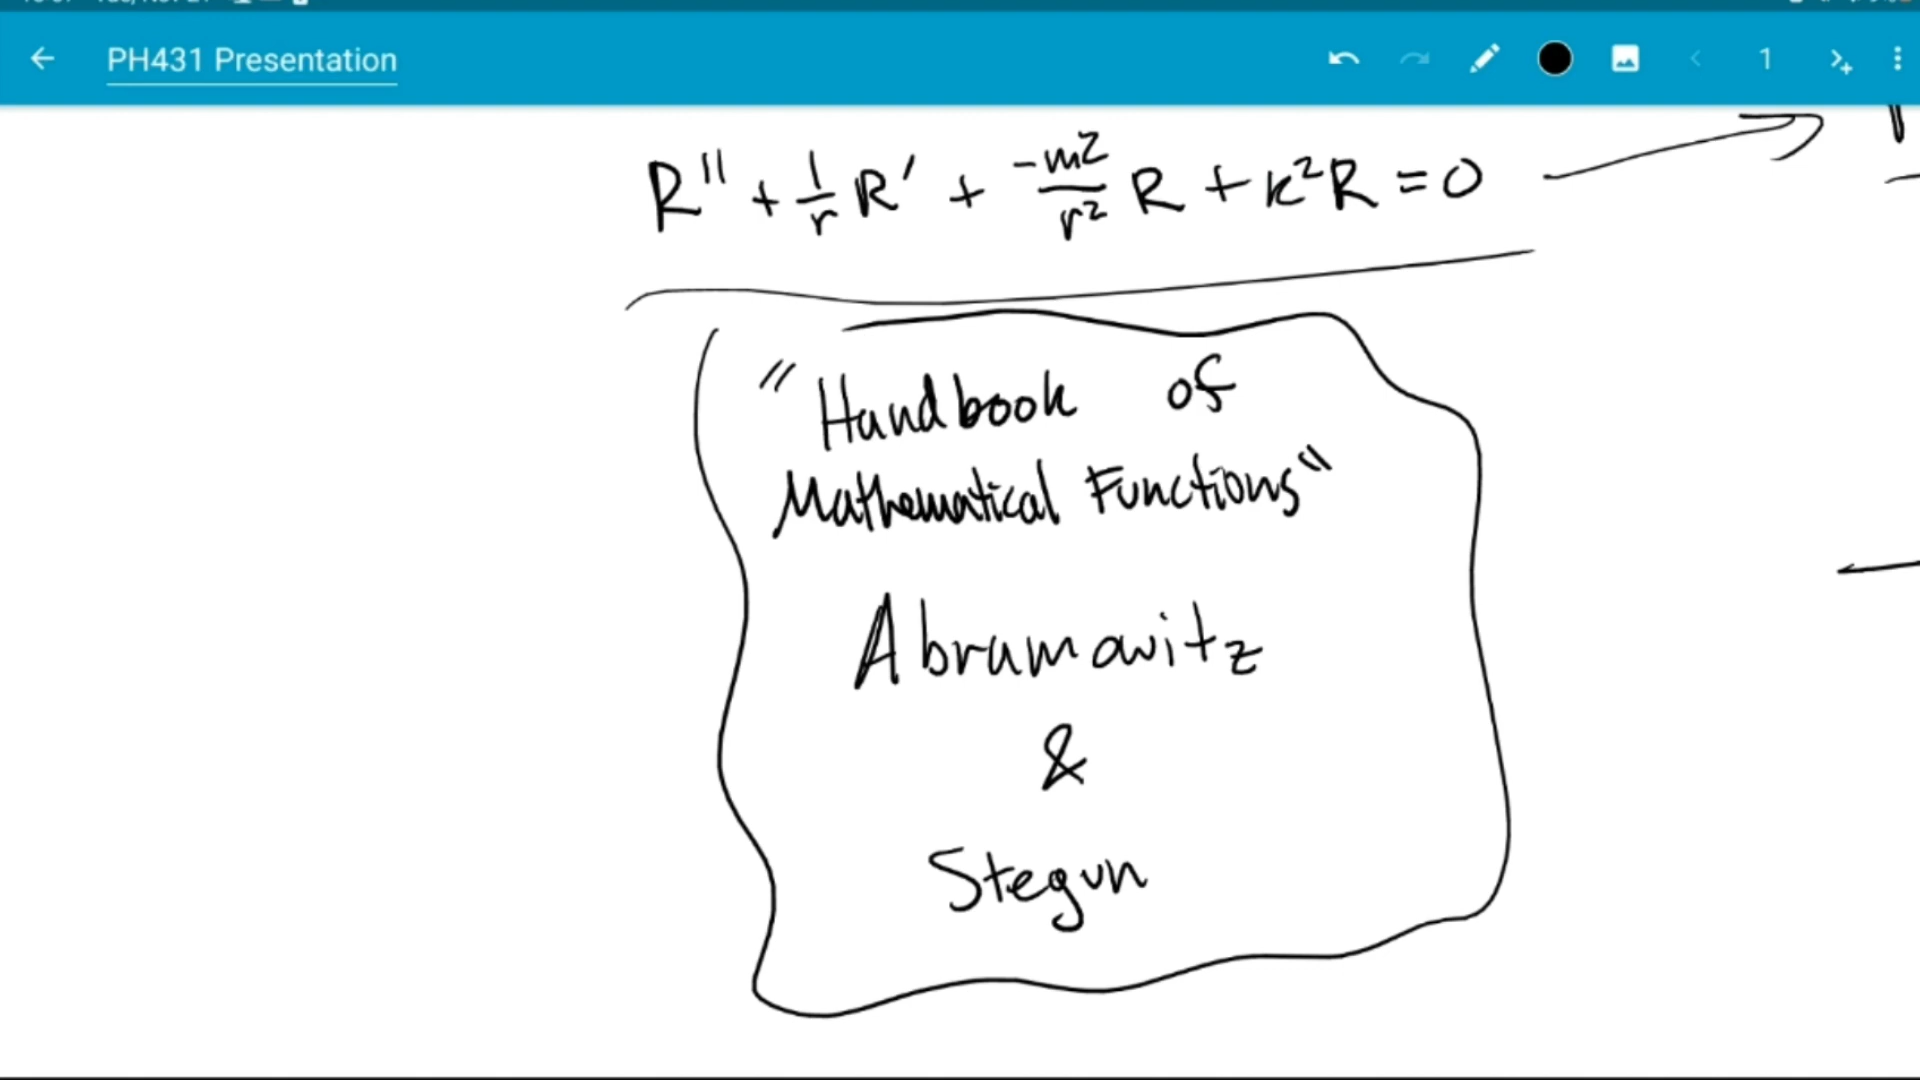 PH431 Presentation
1
R'' + 1/r R' + -m²/r² R + k²R = 0
"Handbook of
Mathematical Functions"
Abramowitz
&
Stegun